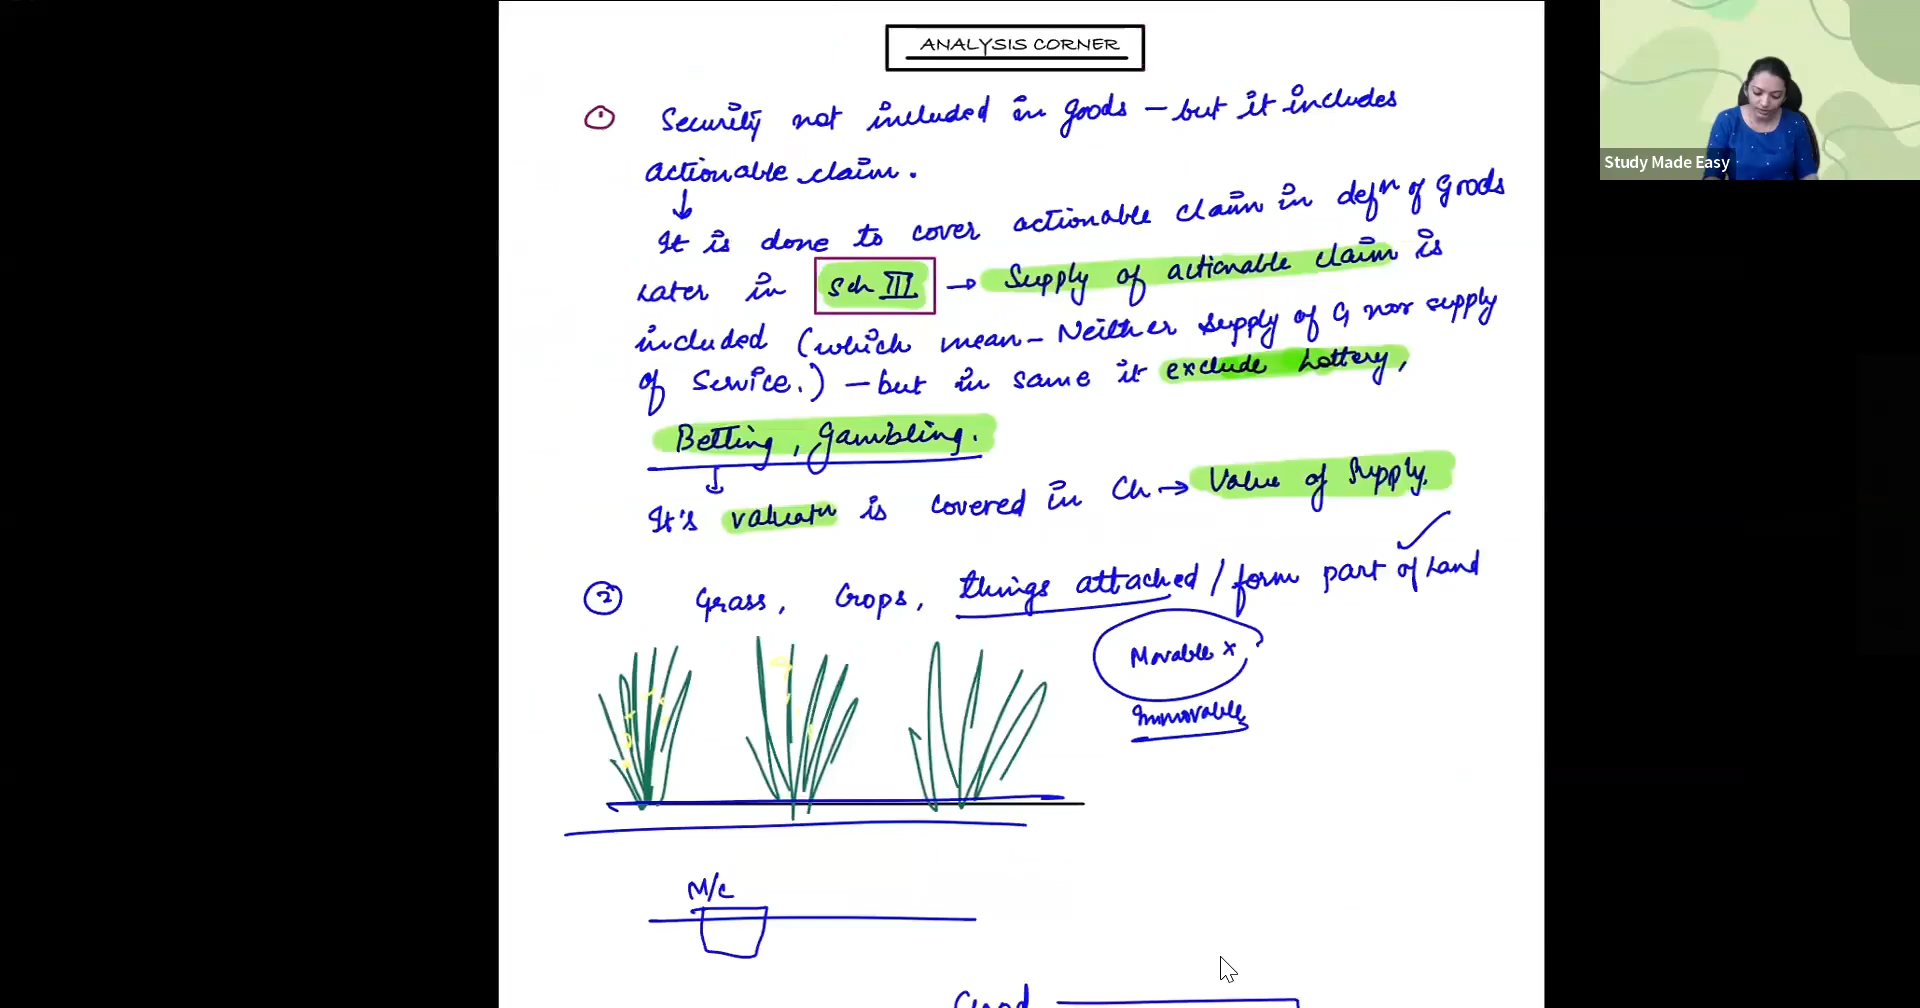 ANALYSIS CORNER
Study Made Easy
① Security not included in goods – but it includes
actionable claim.
↓
It is done to cover actionable claim in defⁿ of Goods
Later in Sch III → Supply of actionable claim is
included (which mean – Neither supply of G nor supply
of Service.) – but in same it exclude Lottery,
Betting, Gambling.
↓
It's valuatⁿ is covered in Ch → Value of Supply.
② Grass, Crops, things attached / form part of Land
Movable ×
Immovable
M/c
Good